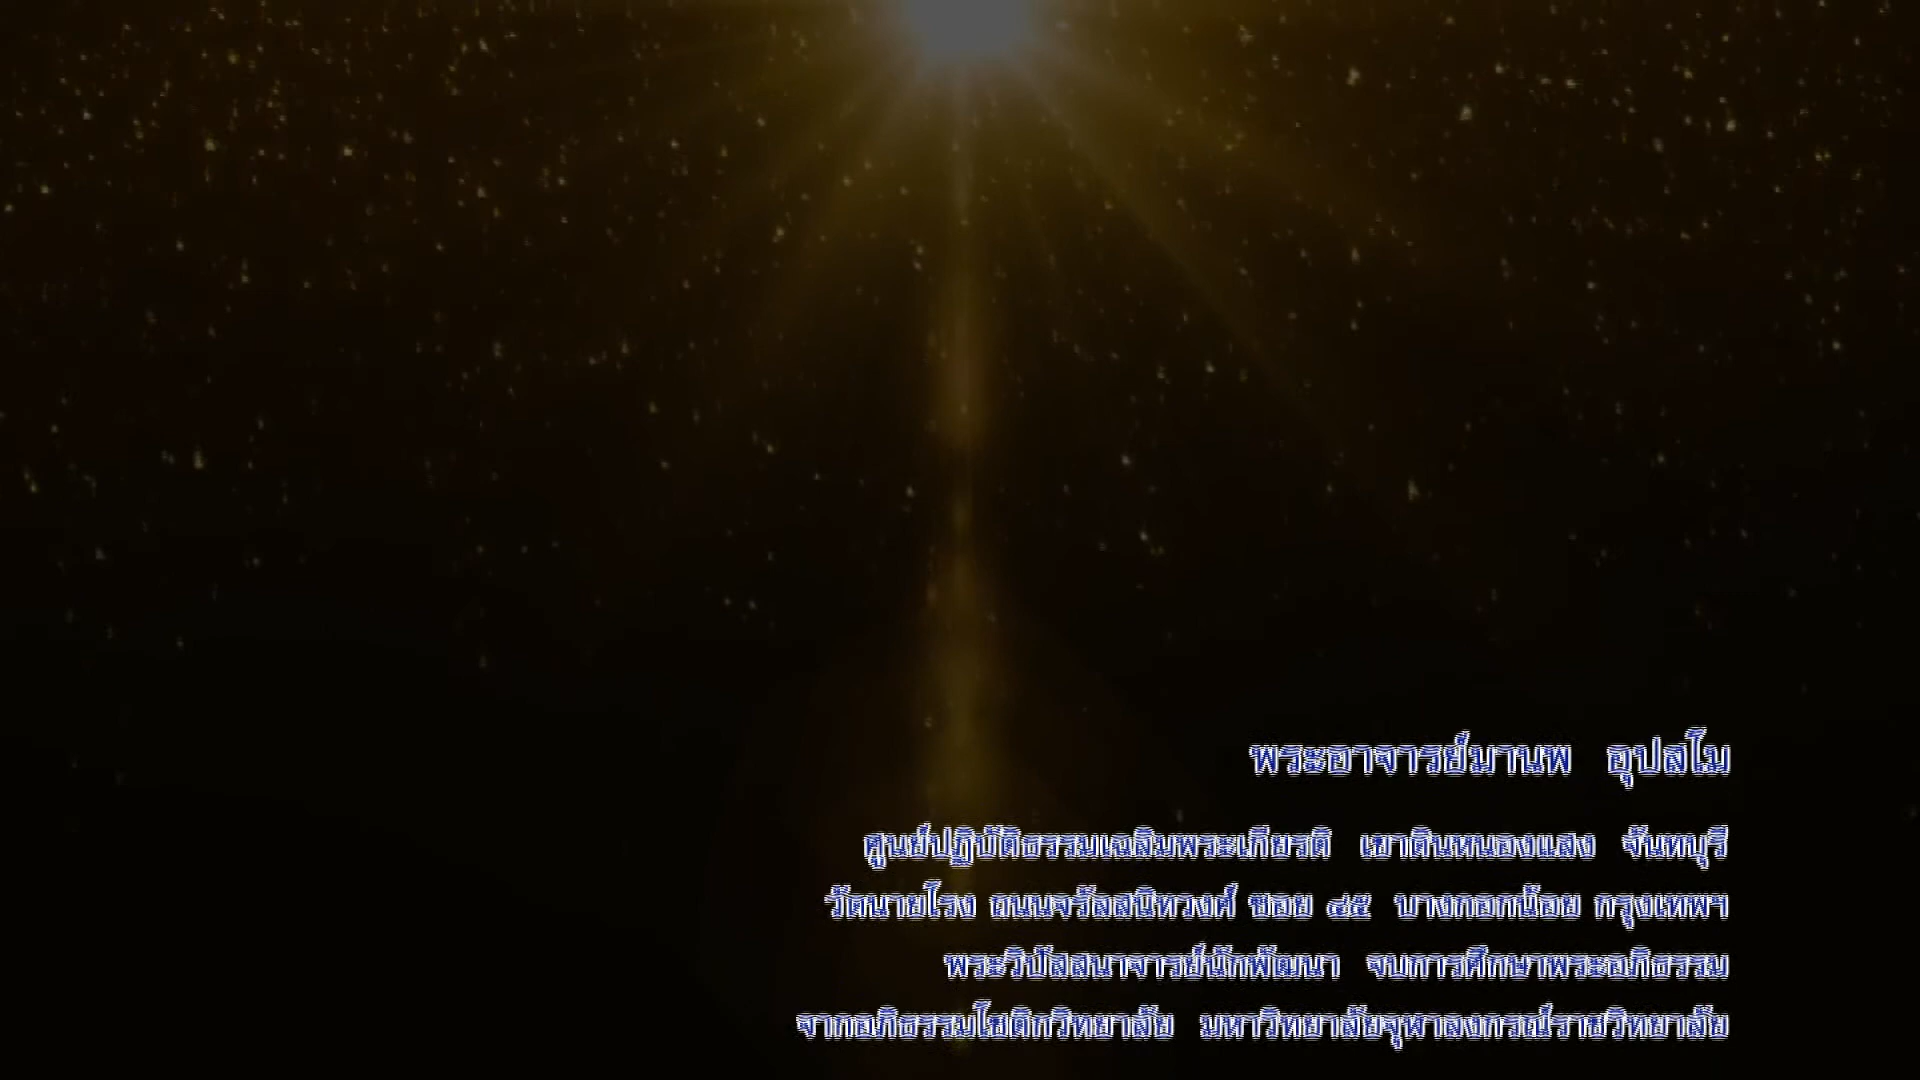 พระอาจารย์มานพ อุปสโม
ศูนย์ปฏิบัติธรรมเฉลิมพระเกียรติ เขาดินหนองแสง จันทบุรี
วัดนายโรง ถนนจรัลสนิทวงศ์ ซอย ๔๕ บางกอกน้อย กรุงเทพฯ
พระวิปัสสนาจารย์นักพัฒนา จบการศึกษาพระอภิธรรม
จากอภิธรรมโชติกวิทยาลัย มหาวิทยาลัยจุฬาลงกรณ์ราชวิทยาลัย